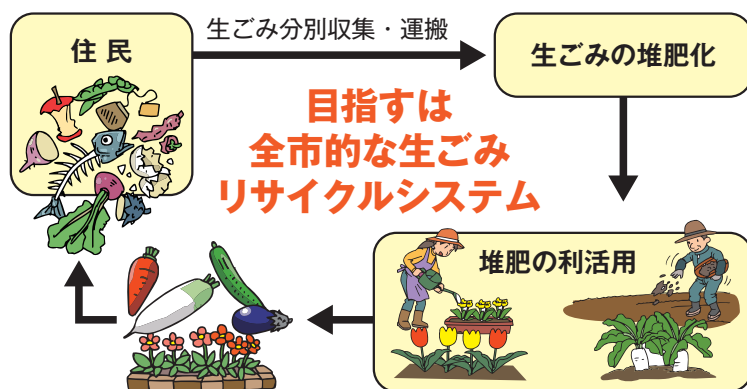 住民
生ごみ分別収集・運搬
生ごみの堆肥化
目指すは
全市的な生ごみ
リサイクルシステム
堆肥の利活用